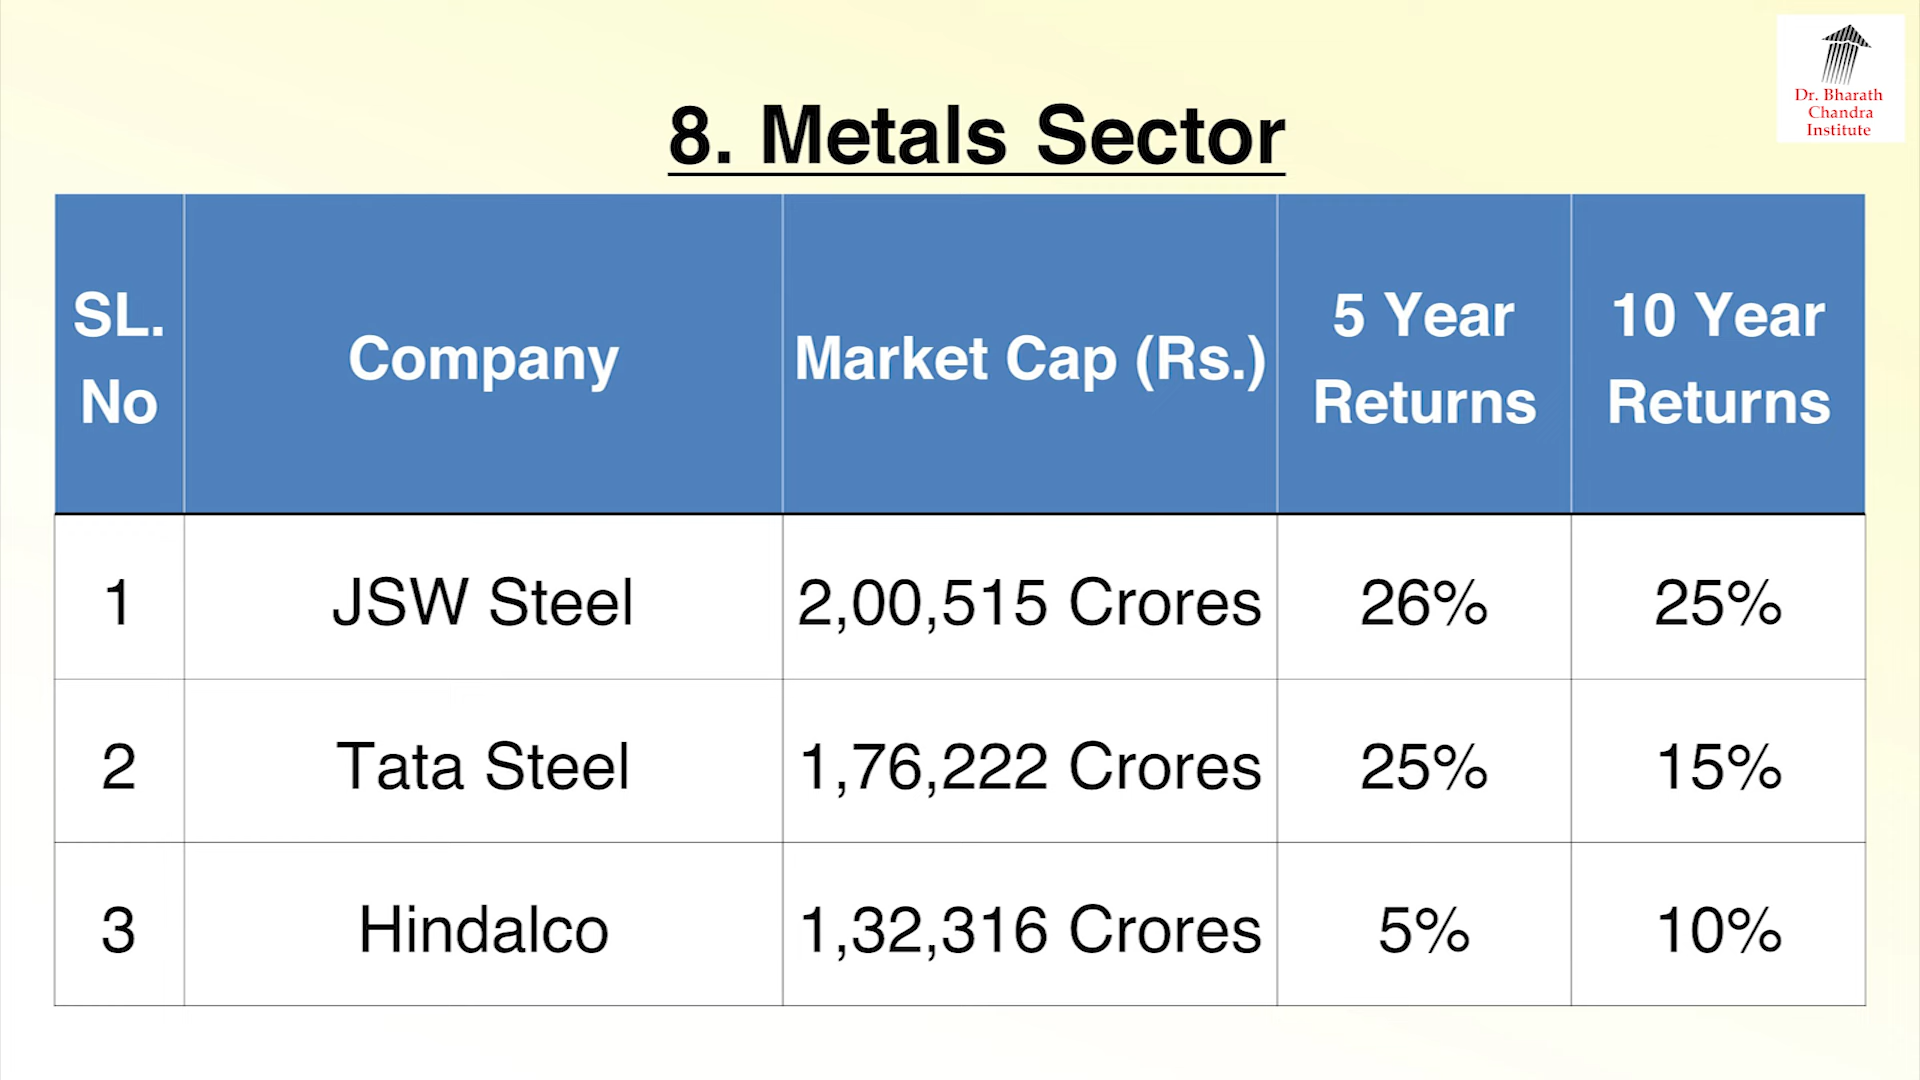 Dr. Bharath
Chandra
Institute
8. Metals Sector
SL. No Company Market Cap (Rs.) 5 Year Returns 10 Year Returns
1 JSW Steel 2,00,515 Crores 26% 25%
2 Tata Steel 1,76,222 Crores 25% 15%
3 Hindalco 1,32,316 Crores 5% 10%